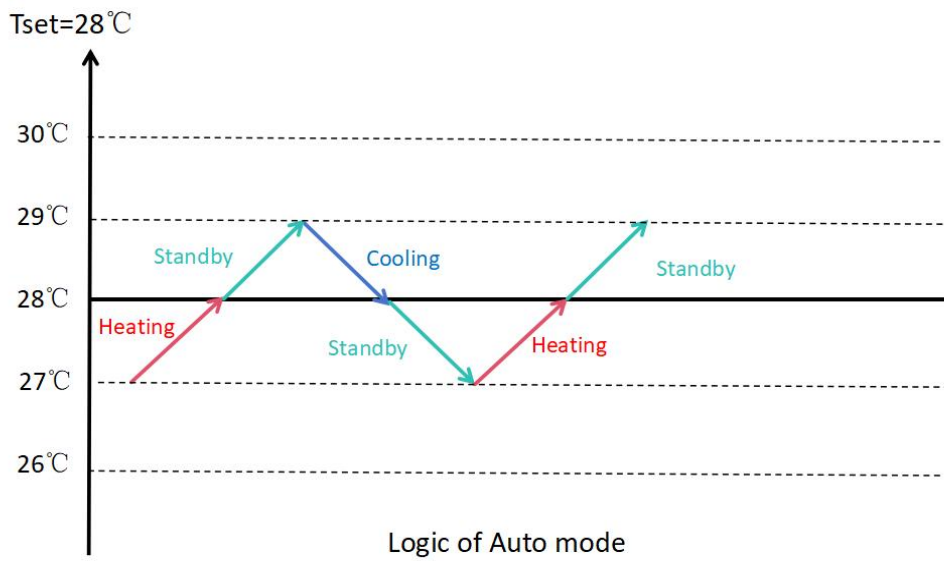 Tset=28℃
30℃
29℃
Standby
Cooling
Standby
28℃
Heating
Standby
Heating
27℃
26℃
Logic of Auto mode